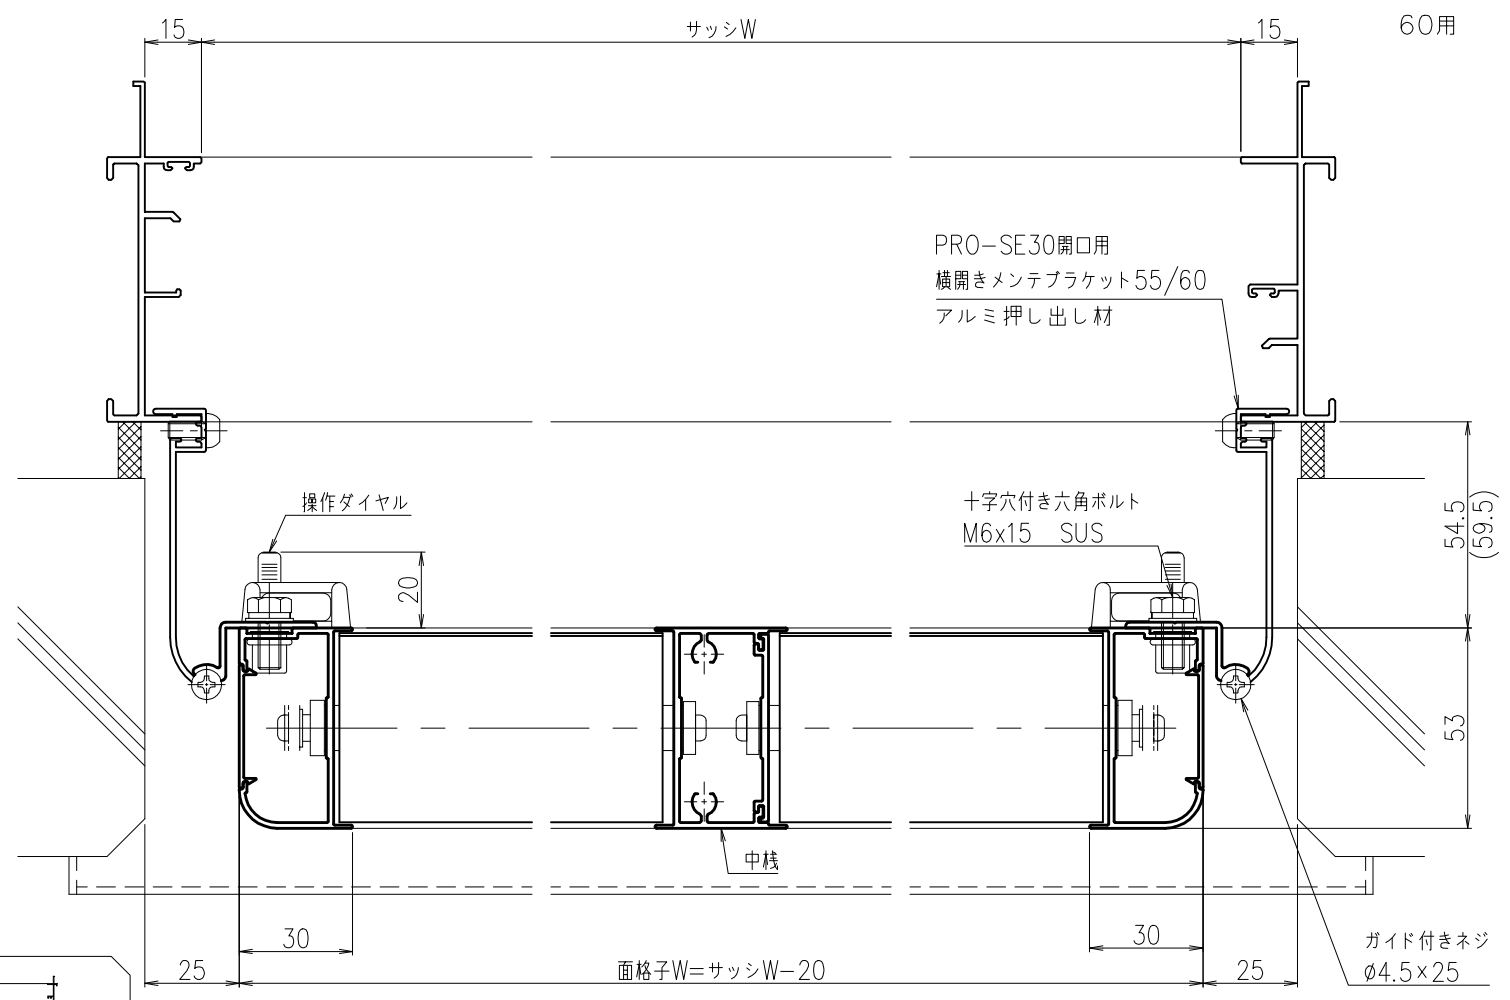 15
サッシW
15
60用
PRO-SE30開口用
横開きメンテブラケット55/60
アルミ押し出し材
操作ダイヤル
20
十字穴付き六角ボルト
M6x15 SUS
54.5
(59.5)
53
中桟
30
30
25
面格子W=サッシW-20
25
ガイド付きネジ
φ4.5×25